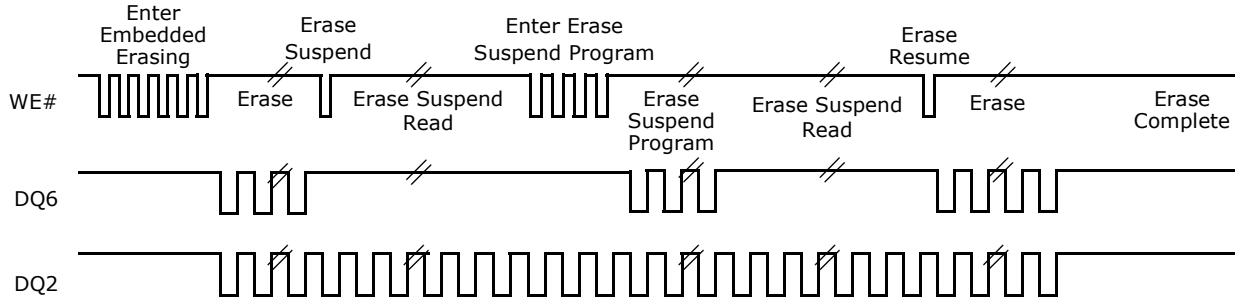 Enter
Embedded
Erasing
Erase
Suspend
Enter Erase
Suspend Program
Erase
Resume
WE#
Erase
Erase Suspend
Read
Erase
Suspend
Program
Erase Suspend
Read
Erase
Erase
Complete
DQ6
DQ2